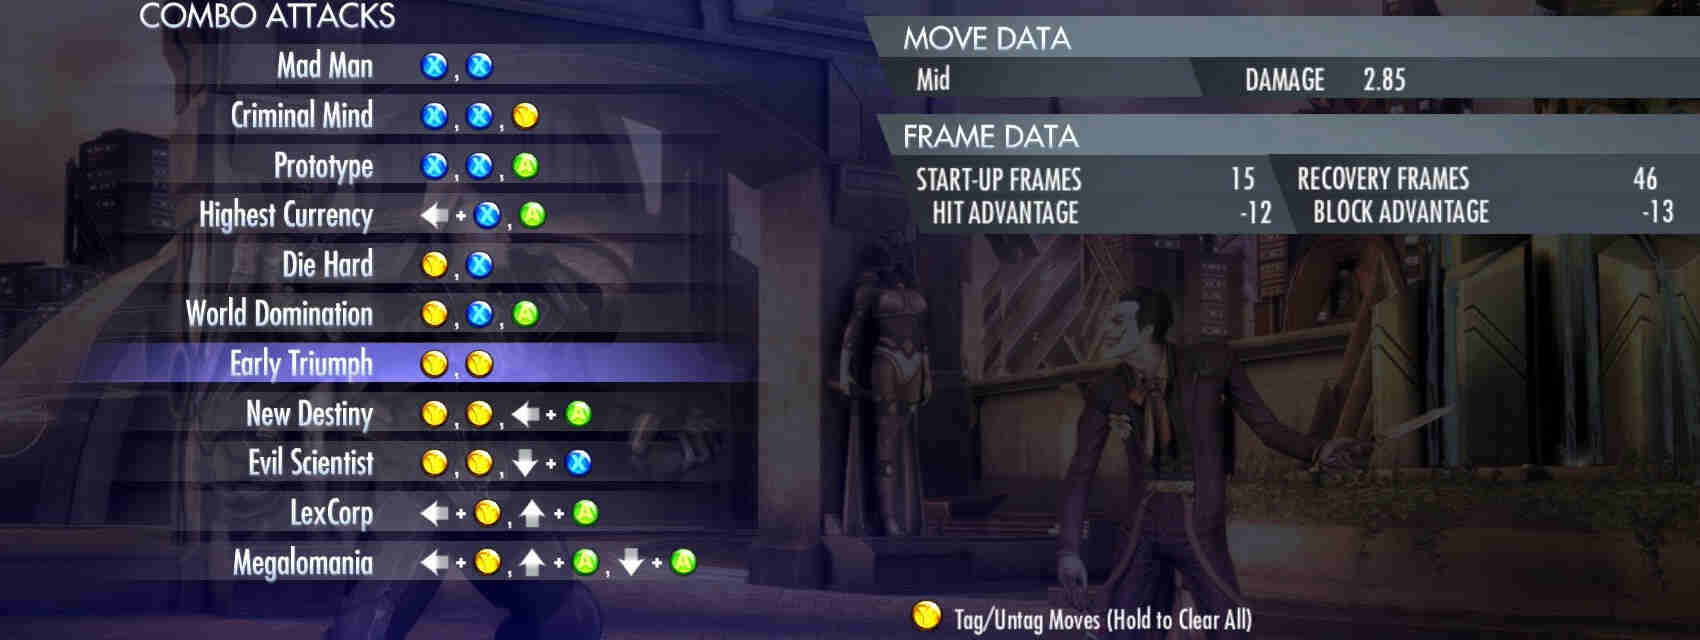 COMBO ATTACKS
Mad Man X , X
Criminal Mind X , X , Y
Prototype X , X , A
Highest Currency + X , A
Die Hard Y , X
World Domination Y , X , A
Early Triumph Y , Y
New Destiny Y , Y , + A
Evil Scientist Y , Y , + X
LexCorp + Y , + A
Megalomania + Y , + A , + A
MOVE DATA
Mid DAMAGE 2.85
FRAME DATA
START-UP FRAMES 15 RECOVERY FRAMES 46
HIT ADVANTAGE -12 BLOCK ADVANTAGE -13
Y Tag/Untag Moves (Hold to Clear All)